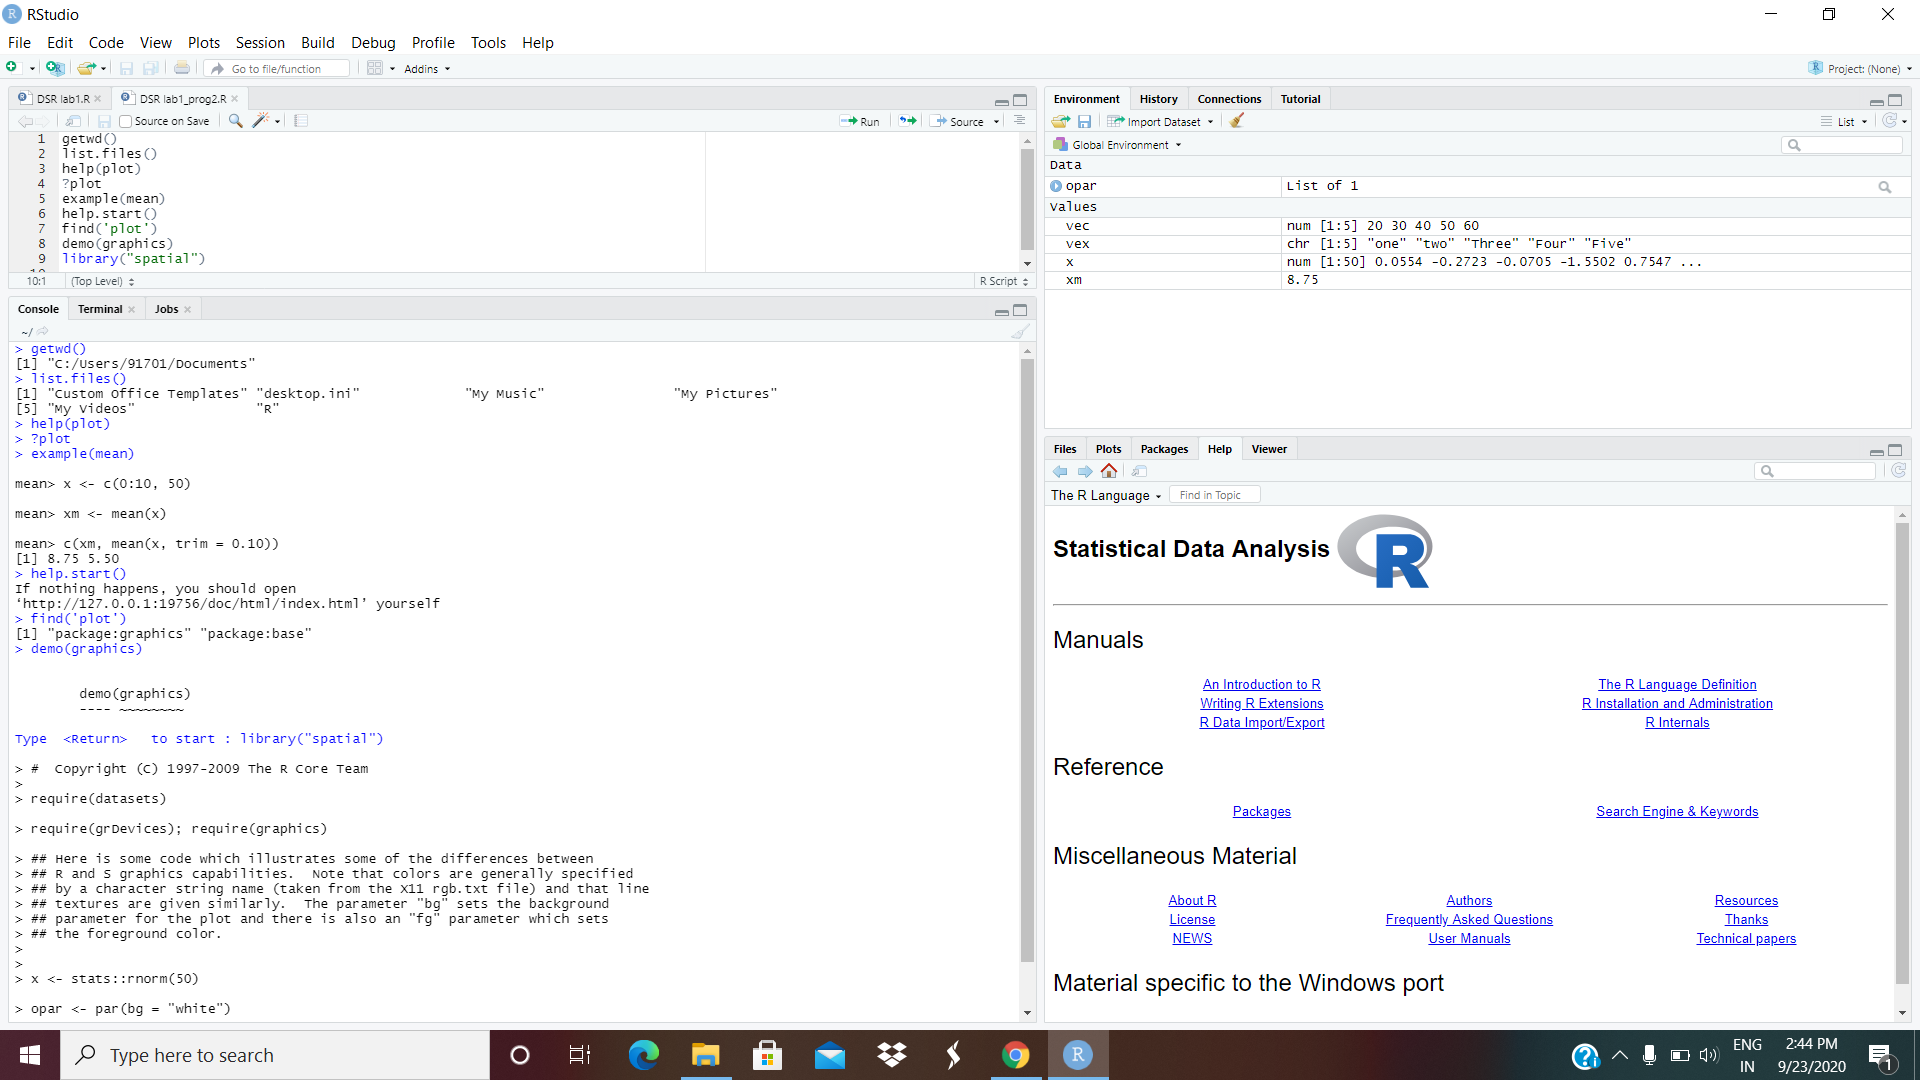 RStudio
File Edit Code View Plots Session Build Debug Profile Tools Help
Go to file/function Addins Project: (None)
DSR lab1.R DSR lab1_prog2.R
Source on Save Run Source
1 getwd()
2 list.files()
3 help(plot)
4 ?plot
5 example(mean)
6 help.start()
7 find('plot')
8 demo(graphics)
9 library("spatial")
10:1 (Top Level) R Script
Console Terminal Jobs
~/
> getwd()
[1] "C:/Users/91701/Documents"
> list.files()
[1] "Custom Office Templates" "desktop.ini" "My Music" "My Pictures"
[5] "My Videos" "R"
> help(plot)
> ?plot
> example(mean)
mean> x <- c(0:10, 50)
mean> xm <- mean(x)
mean> c(xm, mean(x, trim = 0.10))
[1] 8.75 5.50
> help.start()
If nothing happens, you should open
‘http://127.0.0.1:19756/doc/html/index.html’ yourself
> find('plot')
[1] "package:graphics" "package:base"
> demo(graphics)
demo(graphics)
---- ~~~~~~~~
Type <Return> to start : library("spatial")
> # Copyright (C) 1997-2009 The R Core Team
>
> require(datasets)
> require(grDevices); require(graphics)
> ## Here is some code which illustrates some of the differences between
> ## R and S graphics capabilities. Note that colors are generally specified
> ## by a character string name (taken from the X11 rgb.txt file) and that line
> ## textures are given similarly. The parameter "bg" sets the background
> ## parameter for the plot and there is also an "fg" parameter which sets
> ## the foreground color.
>
>
> x <- stats::rnorm(50)
> opar <- par(bg = "white")
Environment History Connections Tutorial
Import Dataset List
Global Environment
Data
opar List of 1
Values
vec num [1:5] 20 30 40 50 60
vex chr [1:5] "one" "two" "Three" "Four" "Five"
x num [1:50] 0.0554 -0.2723 -0.0705 -1.5502 0.7547 ...
xm 8.75
Files Plots Packages Help Viewer
The R Language Find in Topic
Statistical Data Analysis R
Manuals
An Introduction to R The R Language Definition
Writing R Extensions R Installation and Administration
R Data Import/Export R Internals
Reference
Packages Search Engine & Keywords
Miscellaneous Material
About R Authors Resources
License Frequently Asked Questions Thanks
NEWS User Manuals Technical papers
Material specific to the Windows port
Type here to search
ENG
IN
2:44 PM
9/23/2020
1